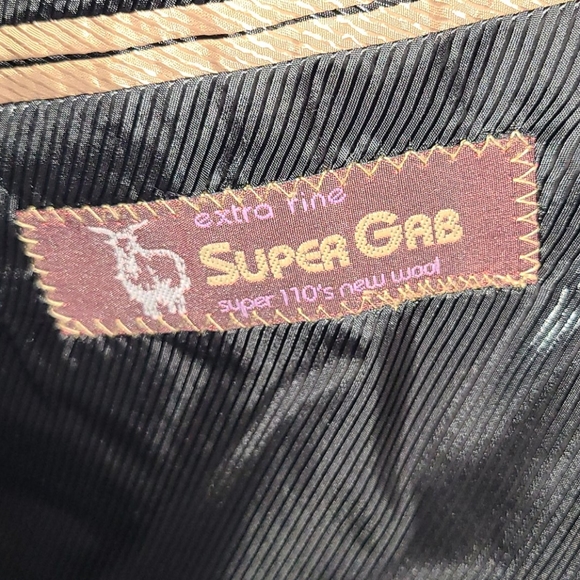 extra fine
SUPER GAB
super 110's new wool